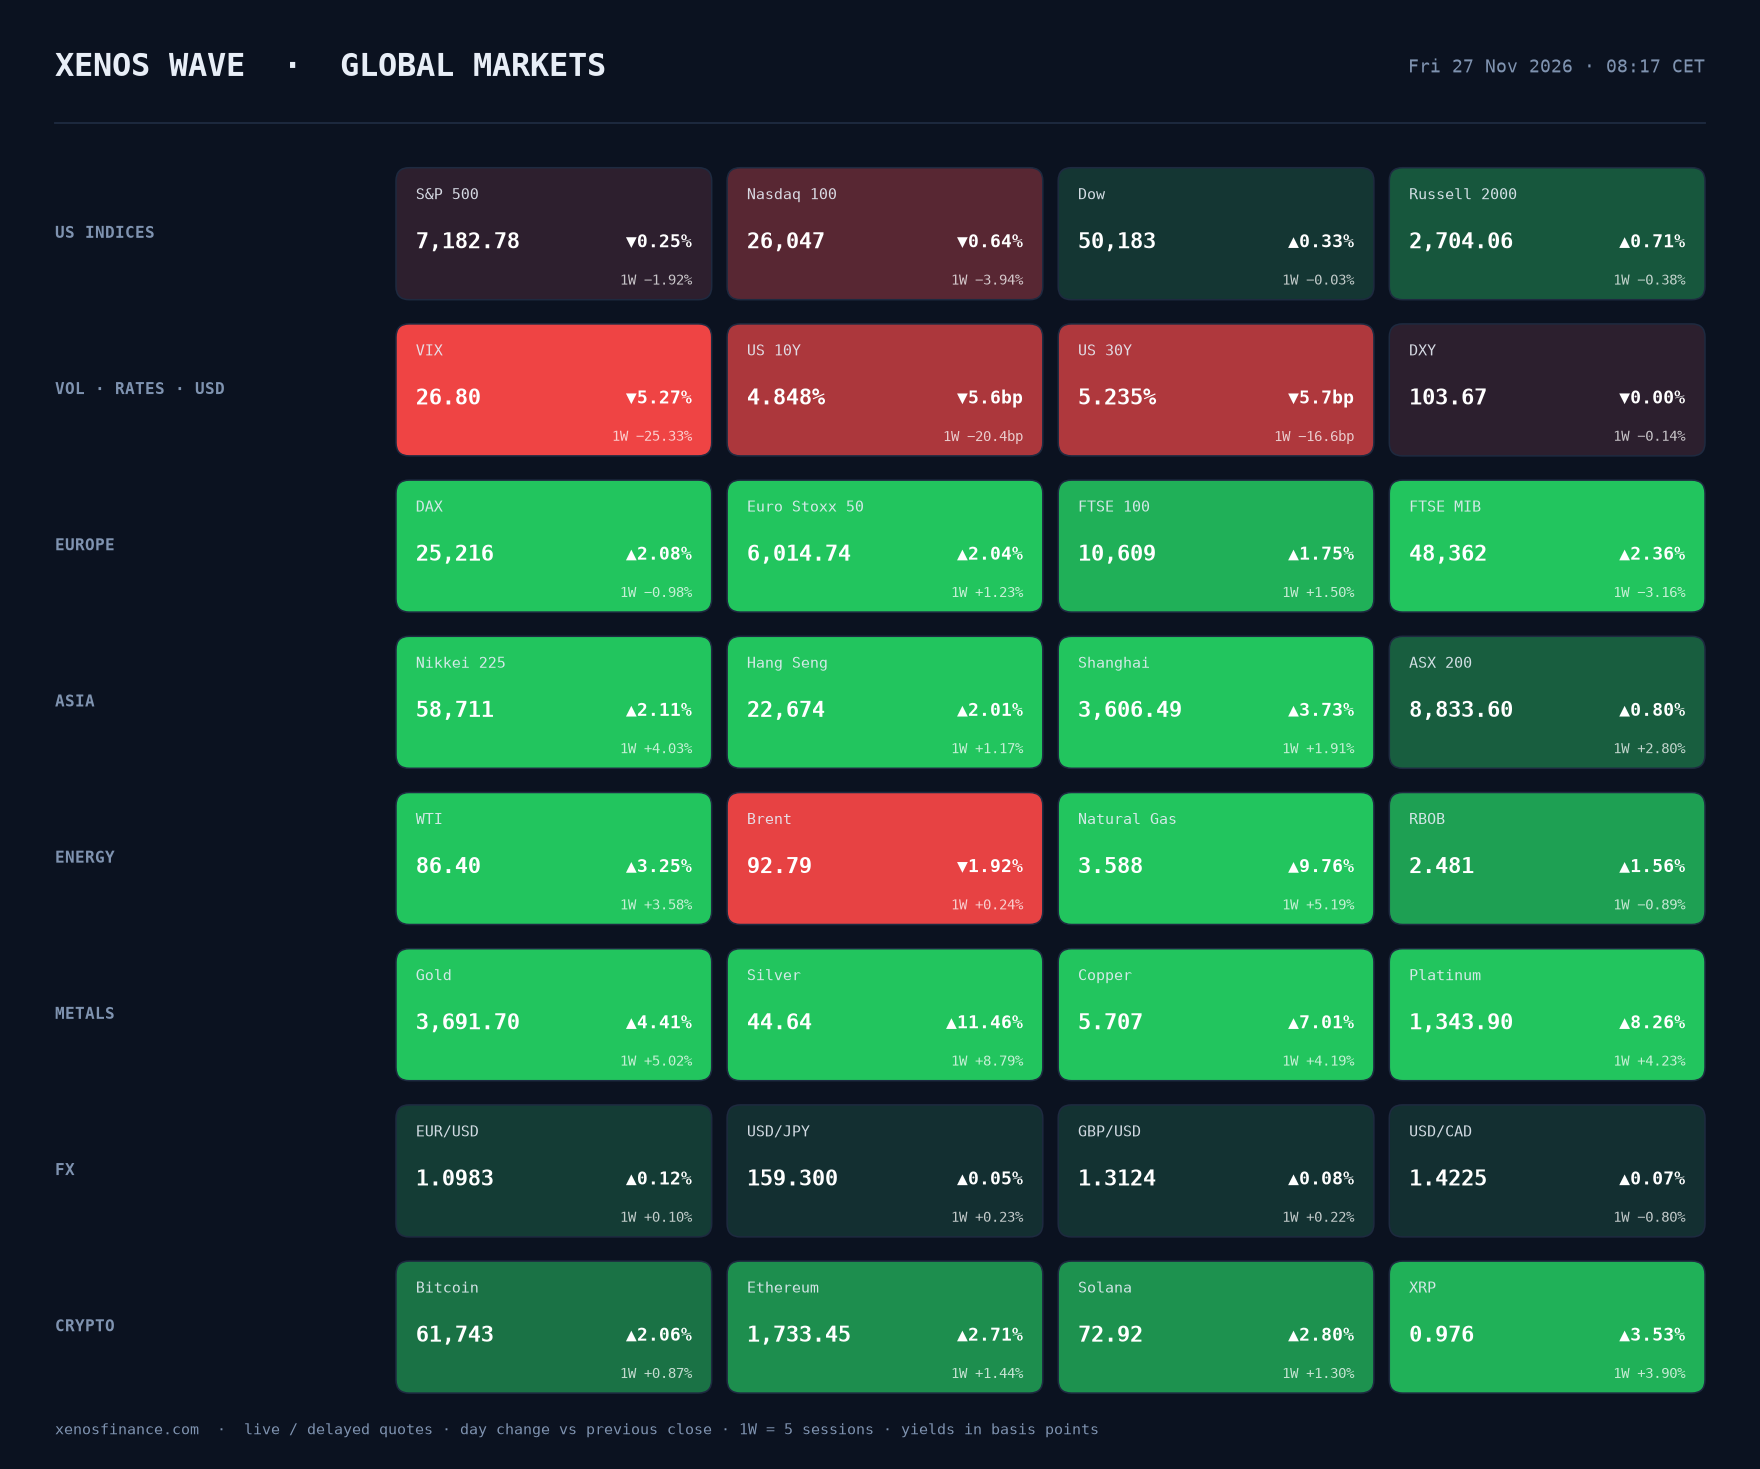 XENOS WAVE · GLOBAL MARKETS
Fri 27 Nov 2026 · 08:17 CET
US INDICES
S&P 500
7,182.78 ▼0.25%
1W −1.92%
Nasdaq 100
26,047 ▼0.64%
1W −3.94%
Dow
50,183 ▲0.33%
1W −0.03%
Russell 2000
2,704.06 ▲0.71%
1W −0.38%
VOL · RATES · USD
VIX
26.80 ▼5.27%
1W −25.33%
US 10Y
4.848% ▼5.6bp
1W −20.4bp
US 30Y
5.235% ▼5.7bp
1W −16.6bp
DXY
103.67 ▼0.00%
1W −0.14%
EUROPE
DAX
25,216 ▲2.08%
1W −0.98%
Euro Stoxx 50
6,014.74 ▲2.04%
1W +1.23%
FTSE 100
10,609 ▲1.75%
1W +1.50%
FTSE MIB
48,362 ▲2.36%
1W −3.16%
ASIA
Nikkei 225
58,711 ▲2.11%
1W +4.03%
Hang Seng
22,674 ▲2.01%
1W +1.17%
Shanghai
3,606.49 ▲3.73%
1W +1.91%
ASX 200
8,833.60 ▲0.80%
1W +2.80%
ENERGY
WTI
86.40 ▲3.25%
1W +3.58%
Brent
92.79 ▼1.92%
1W +0.24%
Natural Gas
3.588 ▲9.76%
1W +5.19%
RBOB
2.481 ▲1.56%
1W −0.89%
METALS
Gold
3,691.70 ▲4.41%
1W +5.02%
Silver
44.64 ▲11.46%
1W +8.79%
Copper
5.707 ▲7.01%
1W +4.19%
Platinum
1,343.90 ▲8.26%
1W +4.23%
FX
EUR/USD
1.0983 ▲0.12%
1W +0.10%
USD/JPY
159.300 ▲0.05%
1W +0.23%
GBP/USD
1.3124 ▲0.08%
1W +0.22%
USD/CAD
1.4225 ▲0.07%
1W −0.80%
CRYPTO
Bitcoin
61,743 ▲2.06%
1W +0.87%
Ethereum
1,733.45 ▲2.71%
1W +1.44%
Solana
72.92 ▲2.80%
1W +1.30%
XRP
0.976 ▲3.53%
1W +3.90%
xenosfinance.com · live / delayed quotes · day change vs previous close · 1W = 5 sessions · yields in basis points